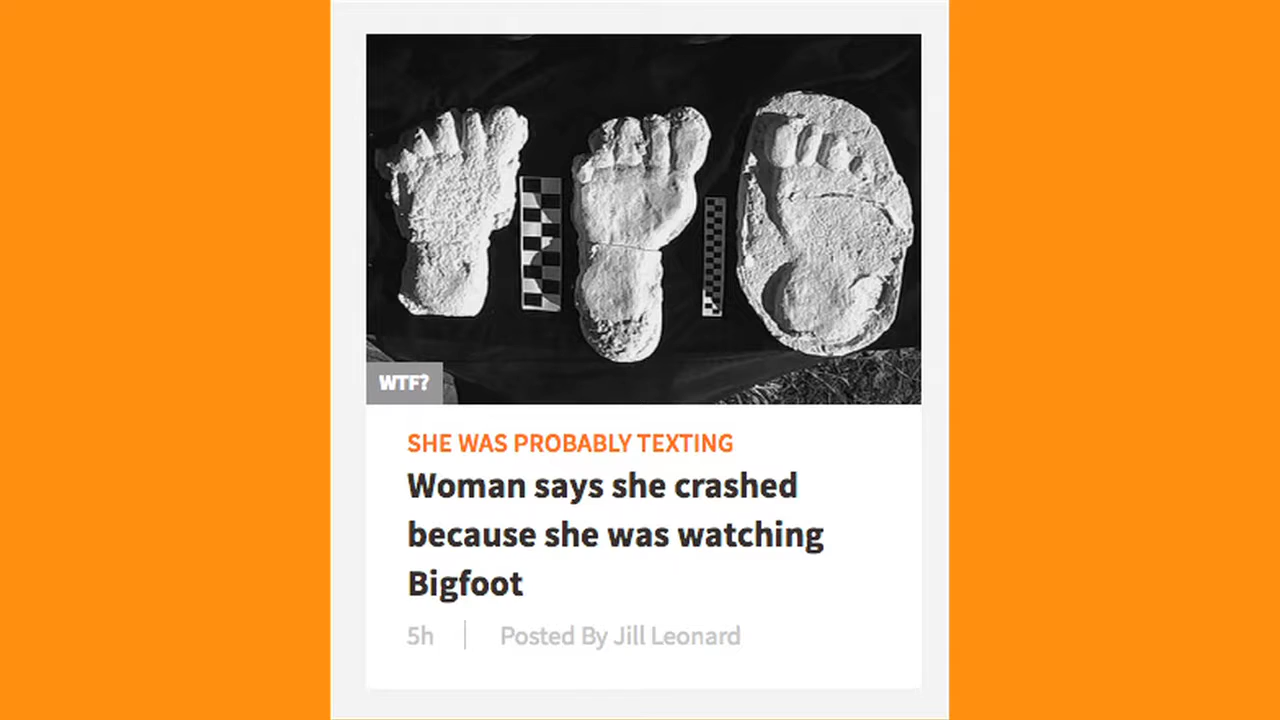 WTF?
SHE WAS PROBABLY TEXTING
Woman says she crashed
because she was watching
Bigfoot
5h | Posted By Jill Leonard